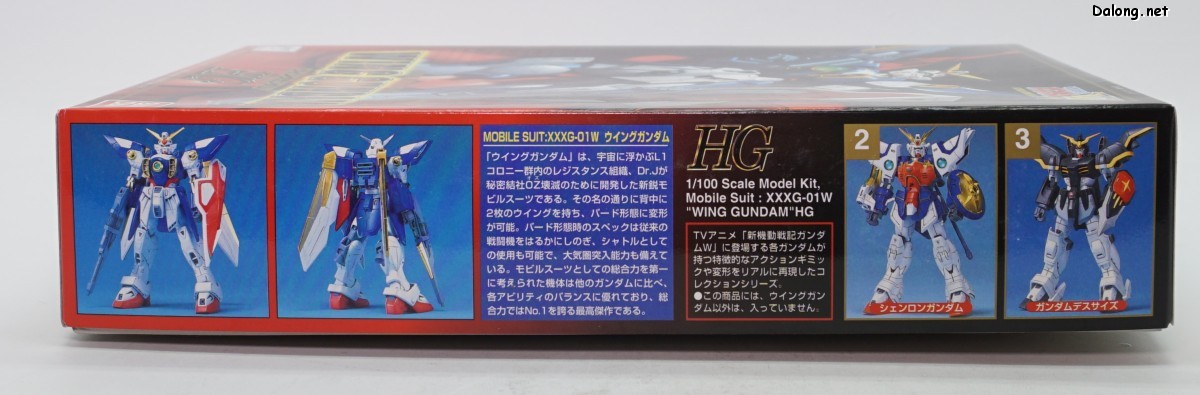 Dalong.net
MOBILE SUIT:XXXG-01W ウイングガンダム
「ウイングガンダム」は、宇宙に浮かぶL1
コロニー群内のレジスタンス組織、Dr.Jが
秘密結社OZ壊滅のために開発した新鋭モ
ビルスーツである。その名の通りに背中に
2枚のウイングを持ち、バード形態に変形
が可能。バード形態時のスペックは従来の
戦闘機をはるかにしのぎ、シャトルとして
の使用も可能で、大気圏突入能力も備えて
いる。モビルスーツとしての総合力を第一
に考えられた機体は他のガンダムに比べ、
各アビリティのバランスに優れており、総
合力ではNo.1を誇る最高傑作である。
HG
1/100 Scale Model Kit,
Mobile Suit : XXXG-01W
"WING GUNDAM"HG
TVアニメ「新機動戦記ガンダ
ムW」に登場する各ガンダムが
持つ特徴的なアクションギミッ
クや変形をリアルに再現したコ
レクションシリーズ。
●この商品には、ウイングガン
ダム以外は、入っていません。
2
シェンロンガンダム
3
ガンダムデスサイズ